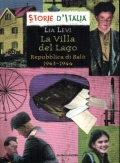 STORIE D'ITALIA
LIA LEVI
LA VILLA
DEL LAGO
REPUBBLICA DI SALÒ
1943-1944